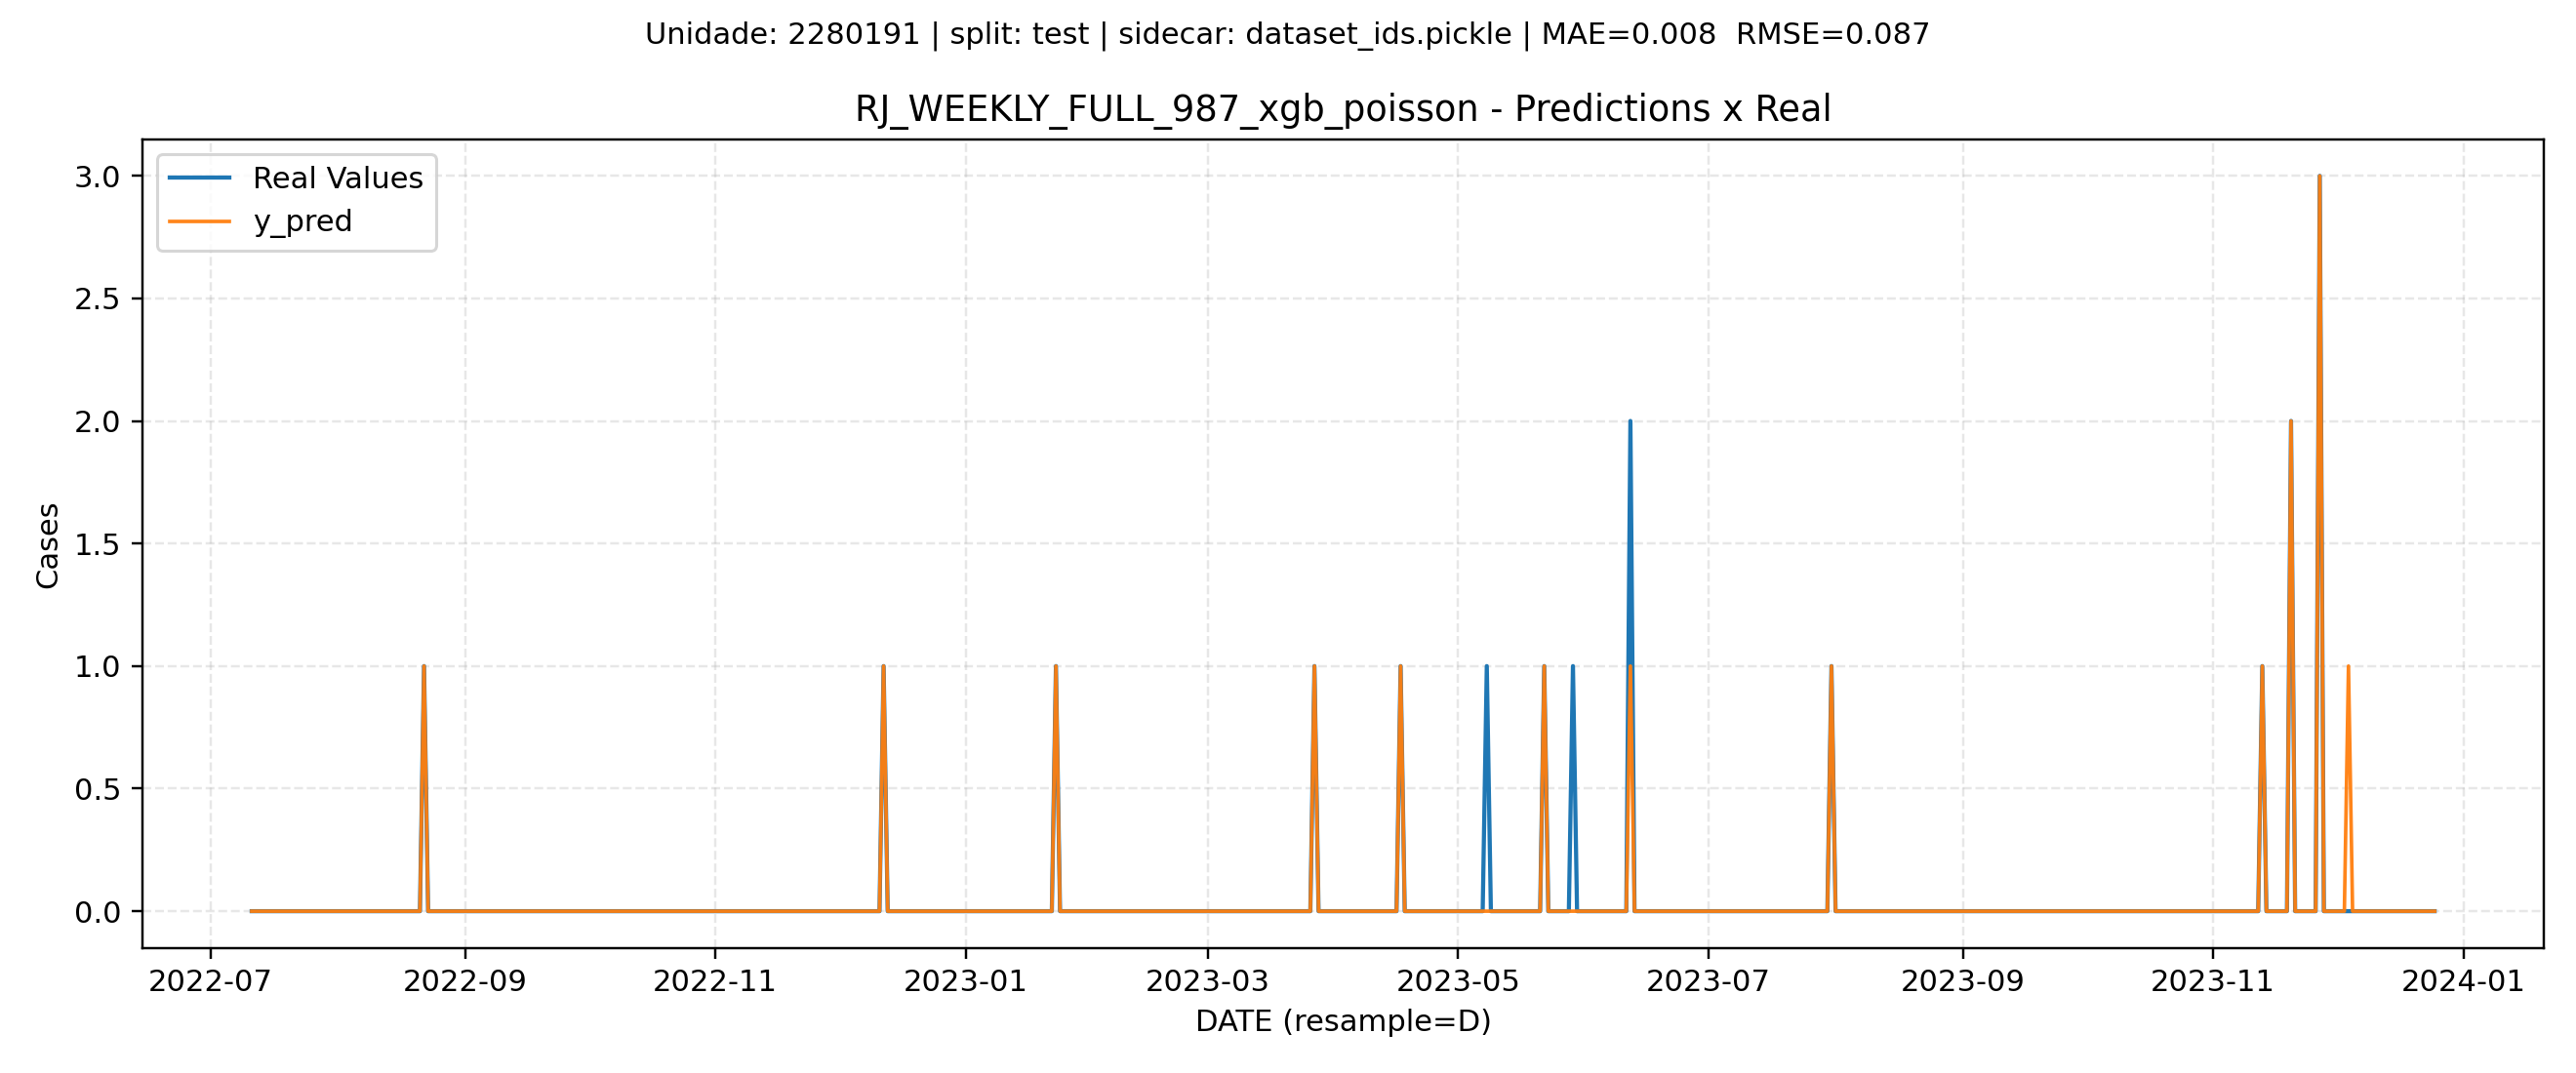 Unidade: 2280191 | split: test | sidecar: dataset_ids.pickle | MAE=0.008  RMSE=0.087
RJ_WEEKLY_FULL_987_xgb_poisson - Predictions x Real
Real Values
y_pred
3.0
2.5
2.0
1.5
1.0
0.5
0.0
Cases
2022-07
2022-09
2022-11
2023-01
2023-03
2023-05
2023-07
2023-09
2023-11
2024-01
DATE (resample=D)